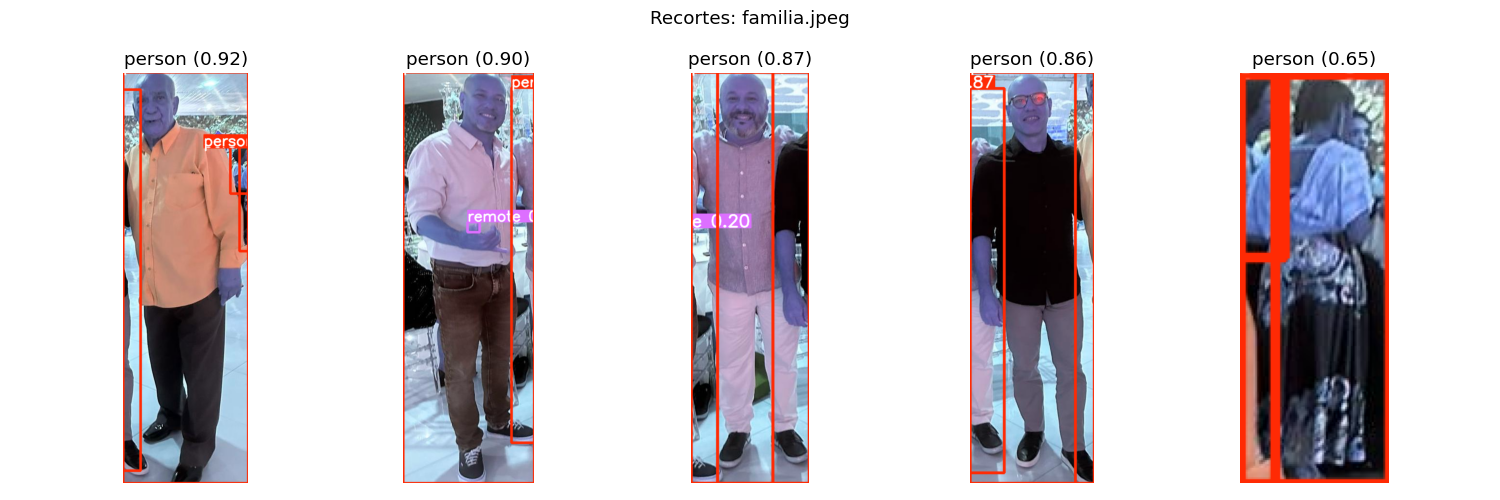 Recortes: familia.jpeg
person (0.92)
person (0.90)
person (0.87)
person (0.86)
person (0.65)
perso
per
remote 0
e 0.20
.87